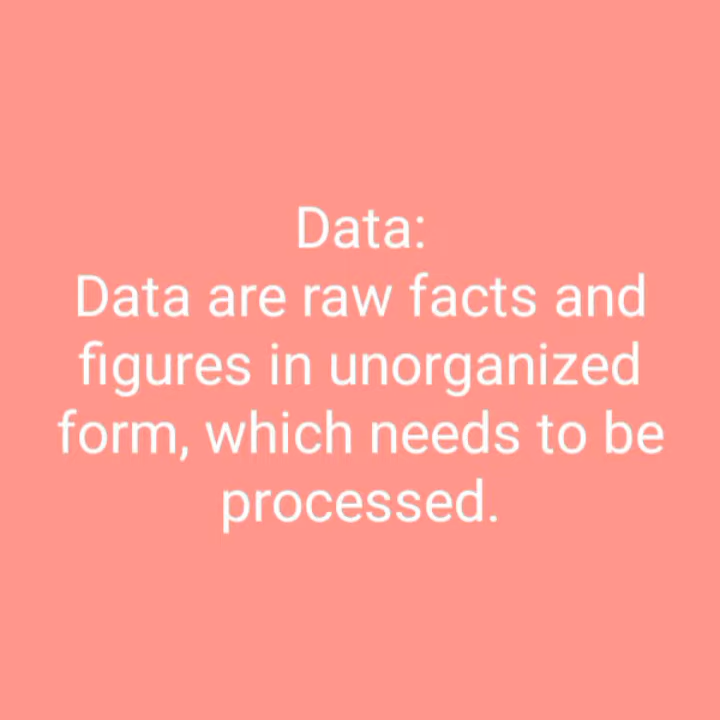 Data:
Data are raw facts and
figures in unorganized
form, which needs to be
processed.